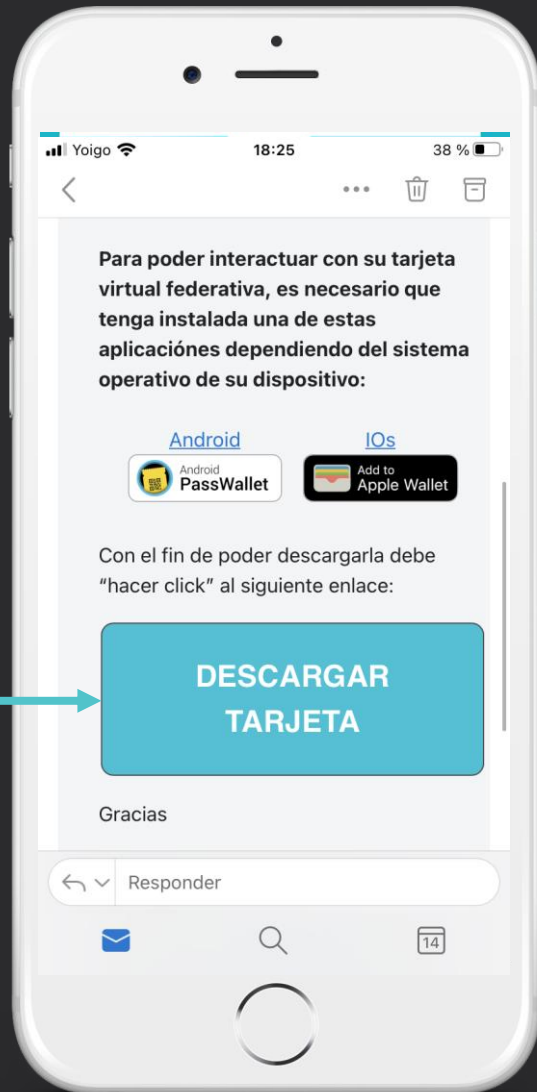 Yoigo 18:25 38 %
Para poder interactuar con su tarjeta
virtual federativa, es necesario que
tenga instalada una de estas
aplicaciónes dependiendo del sistema
operativo de su dispositivo:
Android IOs
Android
PassWallet
Add to
Apple Wallet
Con el fin de poder descargarla debe
“hacer click” al siguiente enlace:
DESCARGAR
TARJETA
Gracias
Responder
14